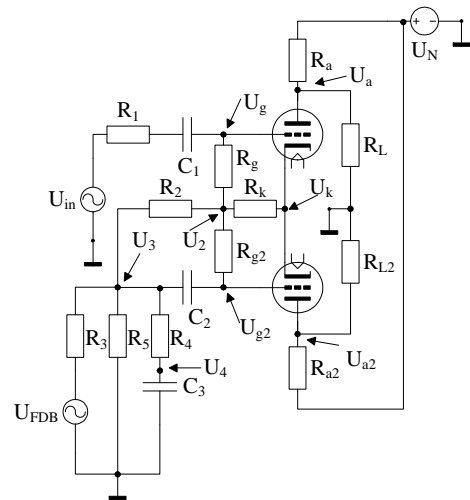 R_a
U_a
U_N
R_1
U_g
C_1
R_g
R_L
U_in
R_2
R_k
U_k
U_3
U_2
R_g2
R_L2
C_2
R_3
R_5
R_4
U_g2
U_4
U_a2
R_a2
C_3
U_FDB